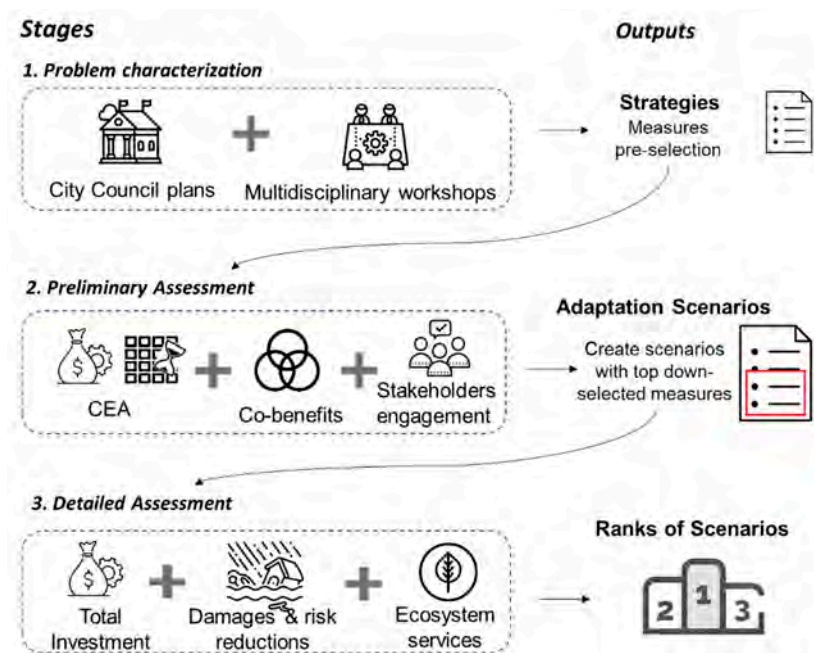 Stages
Outputs
1. Problem characterization
City Council plans
Multidisciplinary workshops
Strategies
Measures
pre-selection
2. Preliminary Assessment
$
CEA
Co-benefits
Stakeholders
engagement
Adaptation Scenarios
Create scenarios
with top down-
selected measures
3. Detailed Assessment
$
Total
Investment
Damages & risk
reductions
Ecosystem
services
Ranks of Scenarios
2 1 3